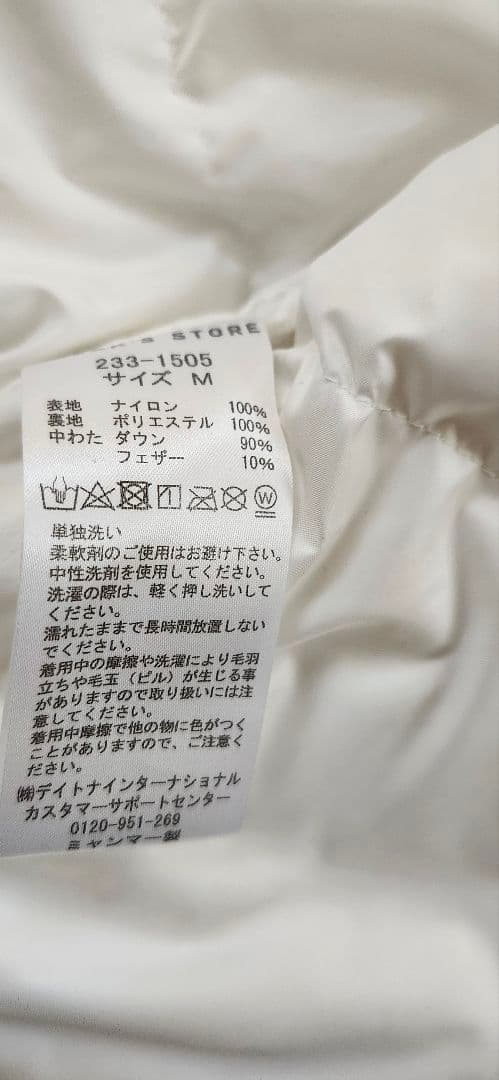 STORE
233-1505
サイズ M
表地 ナイロン 100%
裏地 ポリエステル 100%
中わた ダウン 90%
フェザー 10%
W
単独洗い
柔軟剤のご使用はお避け下さい。
中性洗剤を使用してください。
洗濯の際は、軽く押し洗いして
ください。
濡れたままで長時間放置しない
でください。
着用中の摩擦や洗濯により毛羽
立ちや毛玉（ピル）が生じる事
がありますので取り扱いには注
意してください。
着用中摩擦で他の物に色がつく
ことがありますので、ご注意く
ださい。
㈱デイトナインターナショナル
カスタマーサポートセンター
0120-951-269
ミャンマー製